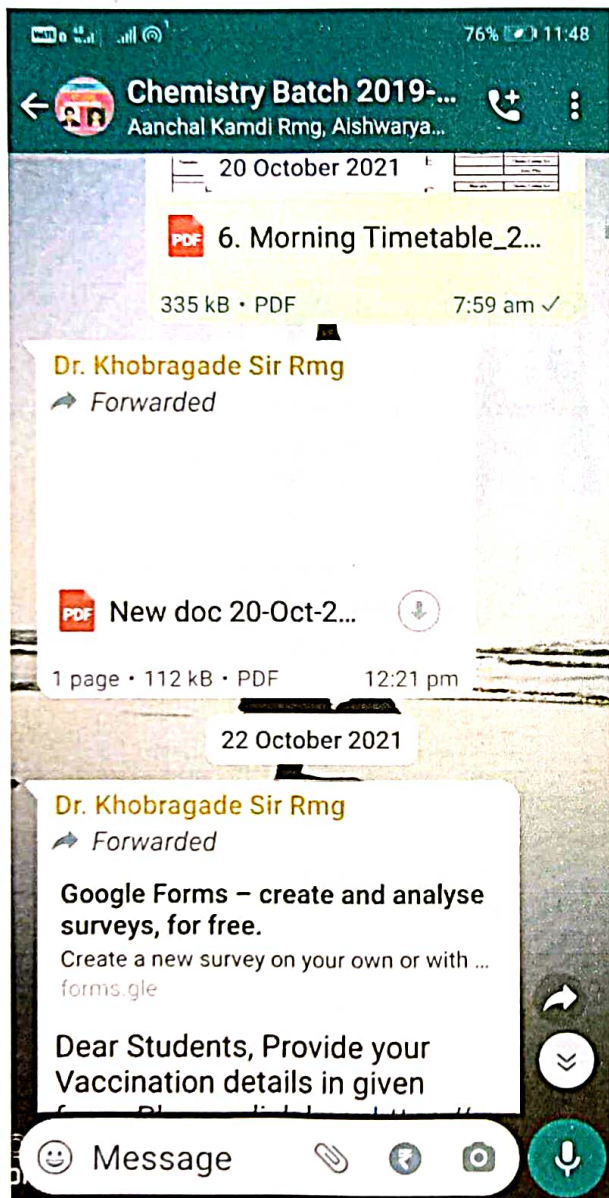 76% 11:48
Chemistry Batch 2019-...
Aanchal Kamdi Rmg, Aishwarya...
20 October 2021
PDF 6. Morning Timetable_2...
335 kB • PDF 7:59 am
Dr. Khobragade Sir Rmg
Forwarded
PDF New doc 20-Oct-2...
1 page • 112 kB • PDF 12:21 pm
22 October 2021
Dr. Khobragade Sir Rmg
Forwarded
Google Forms – create and analyse
surveys, for free.
Create a new survey on your own or with ...
forms.gle
Dear Students, Provide your
Vaccination details in given
Message